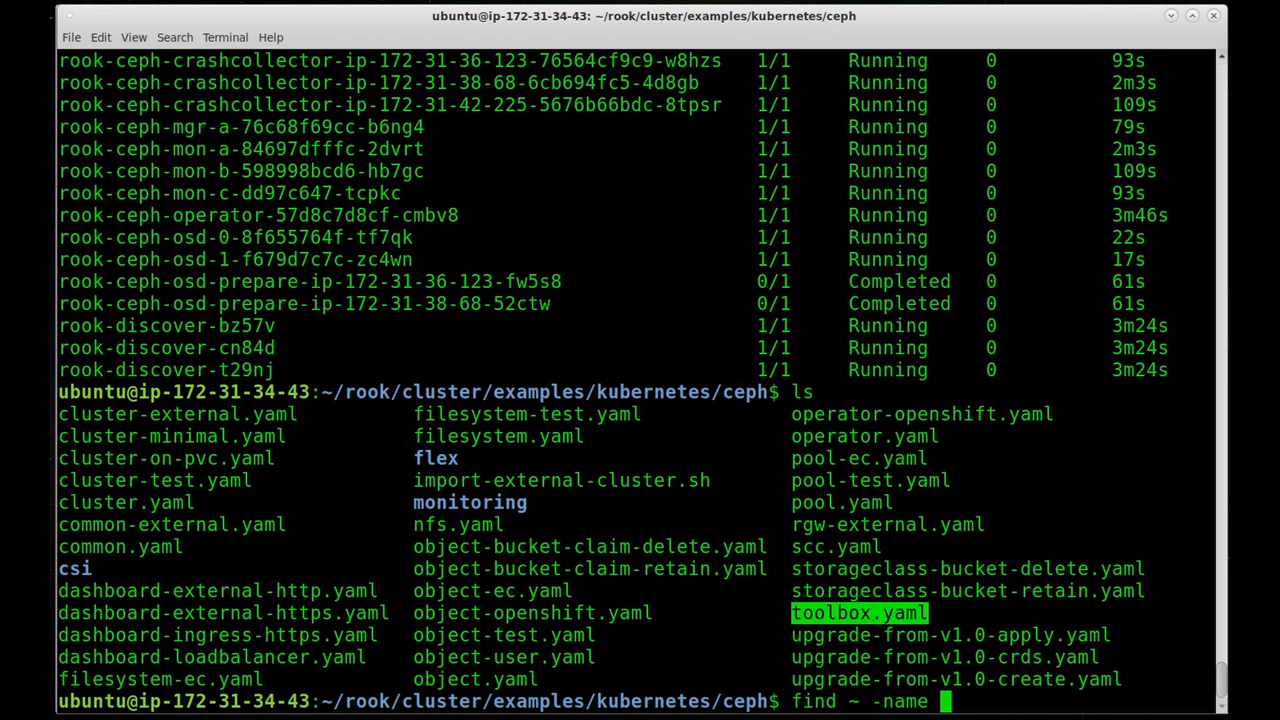 ubuntu@ip-172-31-34-43: ~/rook/cluster/examples/kubernetes/ceph
File Edit View Search Terminal Help
rook-ceph-crashcollector-ip-172-31-36-123-76564cf9c9-w8hzs 1/1 Running 0 93s
rook-ceph-crashcollector-ip-172-31-38-68-6cb694fc5-4d8gb 1/1 Running 0 2m3s
rook-ceph-crashcollector-ip-172-31-42-225-5676b66bdc-8tpsr 1/1 Running 0 109s
rook-ceph-mgr-a-76c68f69cc-b6ng4 1/1 Running 0 79s
rook-ceph-mon-a-84697dfffc-2dvrt 1/1 Running 0 2m3s
rook-ceph-mon-b-598998bcd6-hb7gc 1/1 Running 0 109s
rook-ceph-mon-c-dd97c647-tcpkc 1/1 Running 0 93s
rook-ceph-operator-57d8c7d8cf-cmbv8 1/1 Running 0 3m46s
rook-ceph-osd-0-8f655764f-tf7qk 1/1 Running 0 22s
rook-ceph-osd-1-f679d7c7c-zc4wn 1/1 Running 0 17s
rook-ceph-osd-prepare-ip-172-31-36-123-fw5s8 0/1 Completed 0 61s
rook-ceph-osd-prepare-ip-172-31-38-68-52ctw 0/1 Completed 0 61s
rook-discover-bz57v 1/1 Running 0 3m24s
rook-discover-cn84d 1/1 Running 0 3m24s
rook-discover-t29nj 1/1 Running 0 3m24s
ubuntu@ip-172-31-34-43:~/rook/cluster/examples/kubernetes/ceph$ ls
cluster-external.yaml filesystem-test.yaml operator-openshift.yaml
cluster-minimal.yaml filesystem.yaml operator.yaml
cluster-on-pvc.yaml flex pool-ec.yaml
cluster-test.yaml import-external-cluster.sh pool-test.yaml
cluster.yaml monitoring pool.yaml
common-external.yaml nfs.yaml rgw-external.yaml
common.yaml object-bucket-claim-delete.yaml scc.yaml
csi object-bucket-claim-retain.yaml storageclass-bucket-delete.yaml
dashboard-external-http.yaml object-ec.yaml storageclass-bucket-retain.yaml
dashboard-external-https.yaml object-openshift.yaml toolbox.yaml
dashboard-ingress-https.yaml object-test.yaml upgrade-from-v1.0-apply.yaml
dashboard-loadbalancer.yaml object-user.yaml upgrade-from-v1.0-crds.yaml
filesystem-ec.yaml object.yaml upgrade-from-v1.0-create.yaml
ubuntu@ip-172-31-34-43:~/rook/cluster/examples/kubernetes/ceph$ find ~ -name